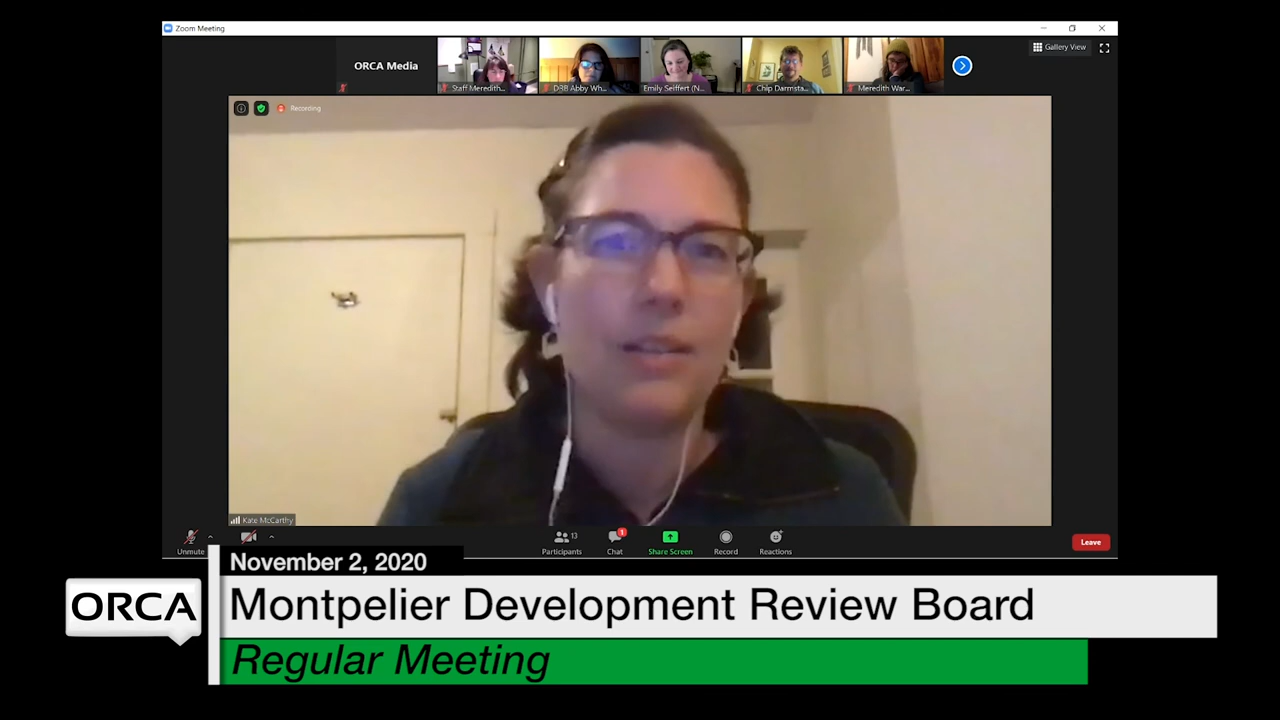 Zoom Meeting
ORCA Media
Staff Meredith...
DRB Abby Wh...
Emily Seiffert (N...
Chip Darmsta...
Meredith War...
Gallery View
Recording
Kate McCarthy
Unmute
Participants
13
Chat
1
Share Screen
Record
Reactions
Leave
November 2, 2020
ORCA
Montpelier Development Review Board
Regular Meeting